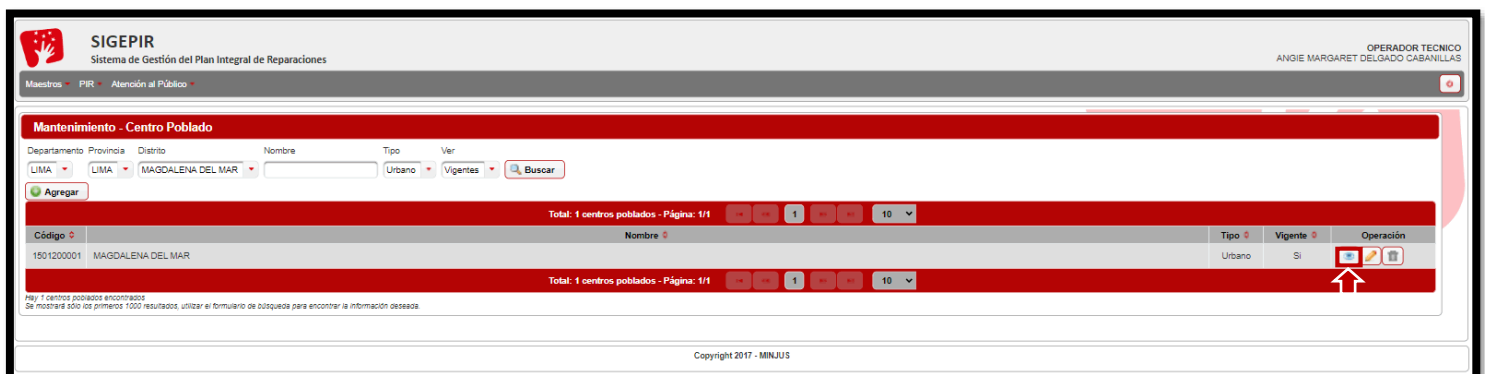 SIGEPIR
Sistema de Gestión del Plan Integral de Reparaciones
OPERADOR TECNICO
ANGIE MARGARET DELGADO CABANILLAS
Maestros PIR Atención al Público
Mantenimiento - Centro Poblado
Departamento Provincia Distrito Nombre Tipo Ver
LIMA LIMA MAGDALENA DEL MAR Urbano Vigentes Buscar
Agregar
Total: 1 centros poblados - Página: 1/1 1 10
Código Nombre Tipo Vigente Operación
1501200001 MAGDALENA DEL MAR Urbano Si
Total: 1 centros poblados - Página: 1/1 1 10
Hay 1 centros poblados encontrados
Se mostrará sólo los primeros 1000 resultados, utilizar el formulario de búsqueda para encontrar la información deseada.
Copyright 2017 - MINJUS